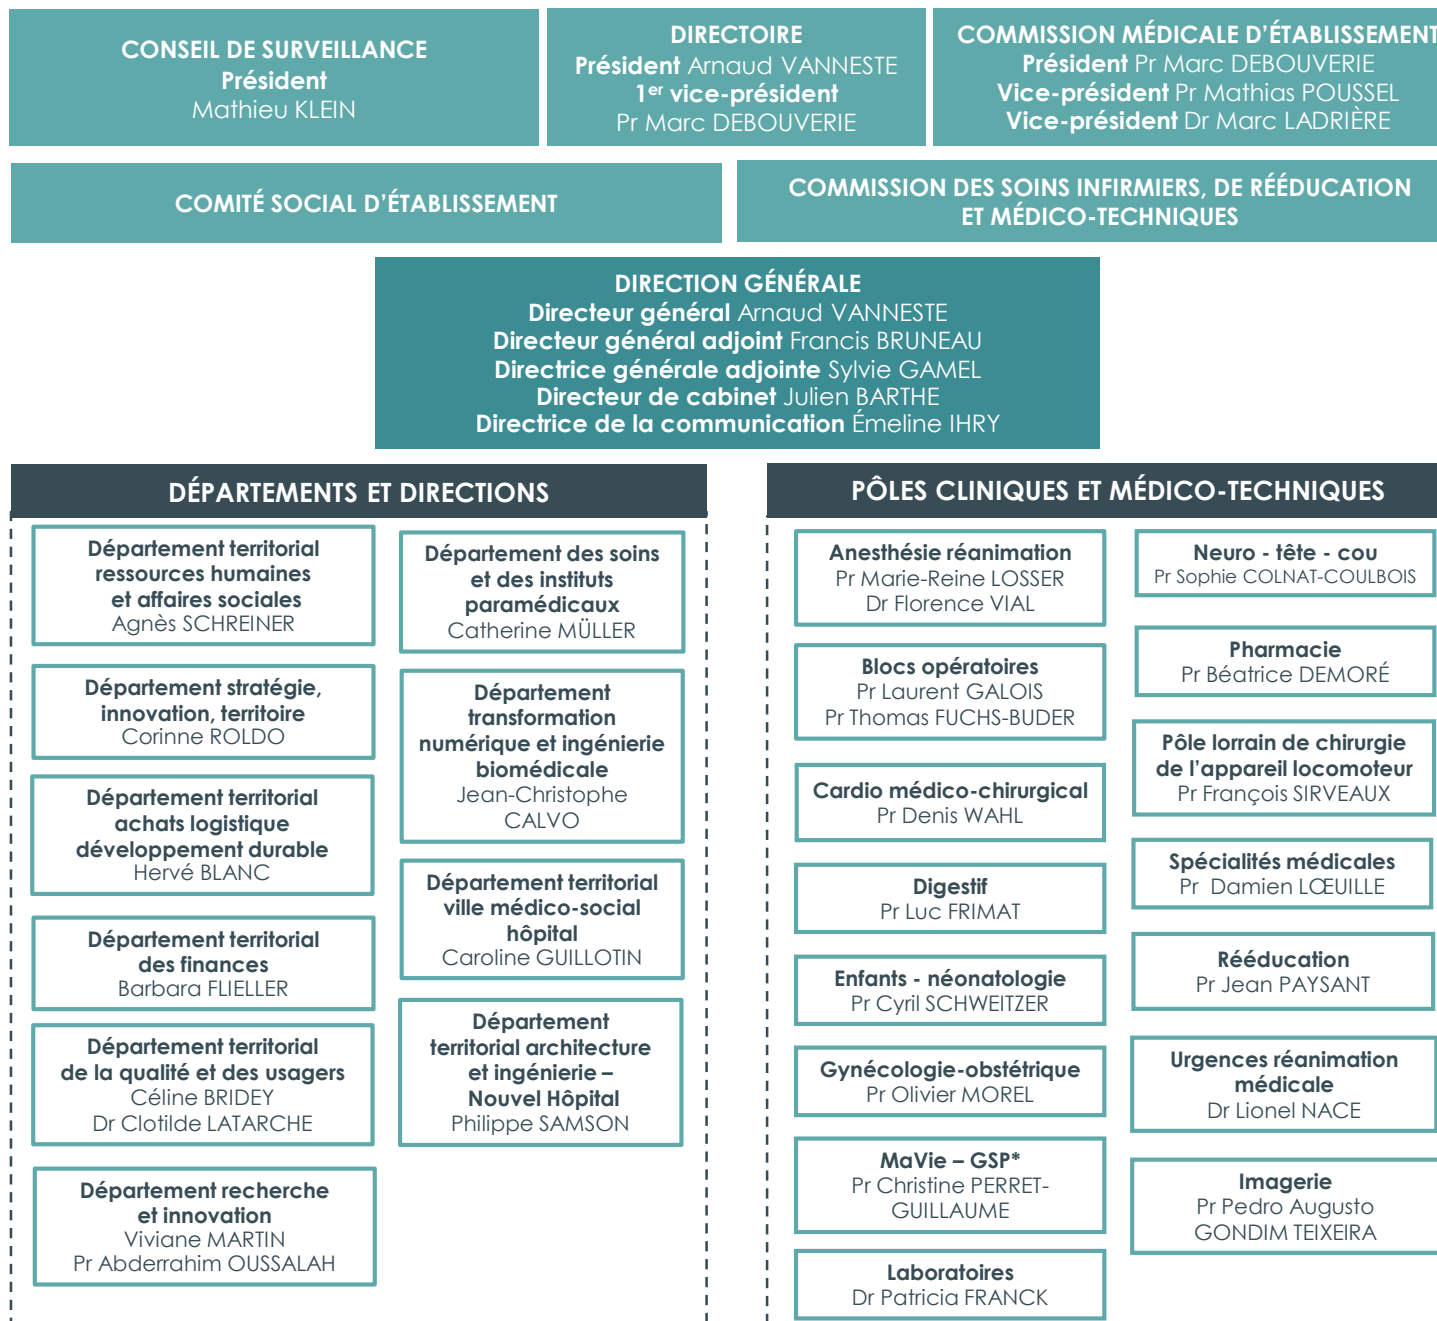 CONSEIL DE SURVEILLANCE
Président
Mathieu KLEIN
DIRECTOIRE
Président Arnaud VANNESTE
1er vice-président
Pr Marc DEBOUVERIE
COMMISSION MÉDICALE D'ÉTABLISSEMENT
Président Pr Marc DEBOUVERIE
Vice-président Pr Mathias POUSSEL
Vice-président Dr Marc LADRIÈRE
COMITÉ SOCIAL D'ÉTABLISSEMENT
COMMISSION DES SOINS INFIRMIERS, DE RÉÉDUCATION
ET MÉDICO-TECHNIQUES
DIRECTION GÉNÉRALE
Directeur général Arnaud VANNESTE
Directeur général adjoint Francis BRUNEAU
Directrice générale adjointe Sylvie GAMEL
Directeur de cabinet Julien BARTHE
Directrice de la communication Émeline IHRY
DÉPARTEMENTS ET DIRECTIONS
Département territorial
ressources humaines
et affaires sociales
Agnès SCHREINER
Département stratégie,
innovation, territoire
Corinne ROLDO
Département territorial
achats logistique
développement durable
Hervé BLANC
Département territorial
des finances
Barbara FLIELLER
Département territorial
de la qualité et des usagers
Céline BRIDEY
Dr Clotilde LATARCHE
Département recherche
et innovation
Viviane MARTIN
Pr Abderrahim OUSSALAH
Département des soins
et des instituts
paramédicaux
Catherine MÜLLER
Département
transformation
numérique et ingénierie
biomédicale
Jean-Christophe
CALVO
Département territorial
ville médico-social
hôpital
Caroline GUILLOTIN
Département
territorial architecture
et ingénierie –
Nouvel Hôpital
Philippe SAMSON
PÔLES CLINIQUES ET MÉDICO-TECHNIQUES
Anesthésie réanimation
Pr Marie-Reine LOSSER
Dr Florence VIAL
Blocs opératoires
Pr Laurent GALOIS
Pr Thomas FUCHS-BUDER
Cardio médico-chirurgical
Pr Denis WAHL
Digestif
Pr Luc FRIMAT
Enfants - néonatologie
Pr Cyril SCHWEITZER
Gynécologie-obstétrique
Pr Olivier MOREL
MaVie – GSP*
Pr Christine PERRET-
GUILLAUME
Laboratoires
Dr Patricia FRANCK
Neuro - tête - cou
Pr Sophie COLNAT-COULBOIS
Pharmacie
Pr Béatrice DEMORÉ
Pôle lorrain de chirurgie
de l'appareil locomoteur
Pr François SIRVEAUX
Spécialités médicales
Pr Damien LŒUILLE
Rééducation
Pr Jean PAYSANT
Urgences réanimation
médicale
Dr Lionel NACE
Imagerie
Pr Pedro Augusto
GONDIM TEIXEIRA